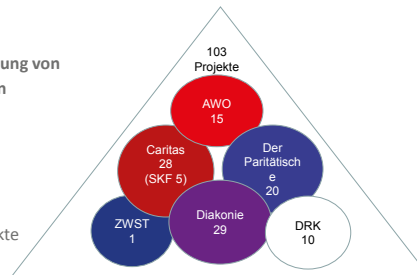 ung von
n
kte
103
Projekte
AWO
15
Caritas
28
(SKF 5)
Der
Paritätisch
e
20
ZWST
1
Diakonie
29
DRK
10